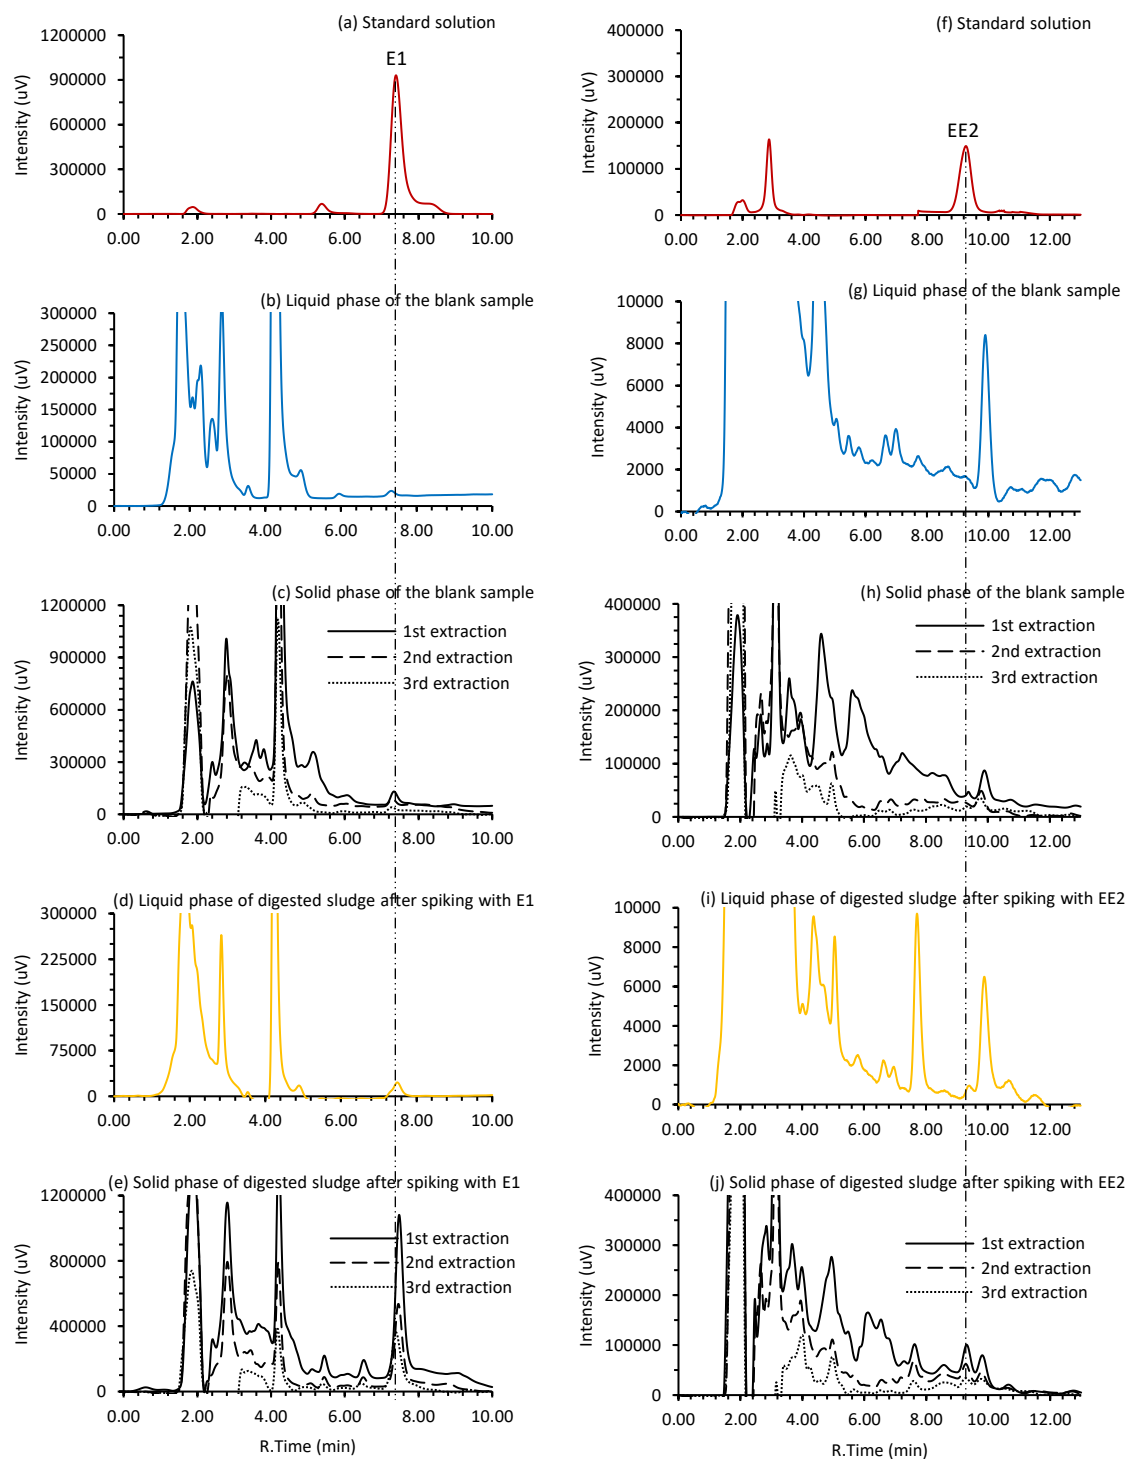 (a) Standard solution
1200000
900000
600000
300000
0
Intensity (uV)
E1
0.00 2.00 4.00 6.00 8.00 10.00
(f) Standard solution
400000
300000
200000
100000
0
Intensity (uV)
EE2
0.00 2.00 4.00 6.00 8.00 10.00 12.00
(b) Liquid phase of the blank sample
300000
250000
200000
150000
100000
50000
0
Intensity (uV)
0.00 2.00 4.00 6.00 8.00 10.00
(g) Liquid phase of the blank sample
10000
8000
6000
4000
2000
0
Intensity (uV)
0.00 2.00 4.00 6.00 8.00 10.00 12.00
(c) Solid phase of the blank sample
1200000
900000
600000
300000
0
Intensity (uV)
1st extraction
2nd extraction
3rd extraction
0.00 2.00 4.00 6.00 8.00 10.00
(h) Solid phase of the blank sample
400000
300000
200000
100000
0
Intensity (uV)
1st extraction
2nd extraction
3rd extraction
0.00 2.00 4.00 6.00 8.00 10.00 12.00
(d) Liquid phase of digested sludge after spiking with E1
300000
225000
150000
75000
0
Intensity (uV)
0.00 2.00 4.00 6.00 8.00 10.00
(i) Liquid phase of digested sludge after spiking with EE2
10000
8000
6000
4000
2000
0
Intensity (uV)
0.00 2.00 4.00 6.00 8.00 10.00 12.00
(e) Solid phase of digested sludge after spiking with E1
1200000
800000
400000
0
Intensity (uV)
1st extraction
2nd extraction
3rd extraction
0.00 2.00 4.00 6.00 8.00 10.00
R.Time (min)
(j) Solid phase of digested sludge after spiking with EE2
400000
300000
200000
100000
0
Intensity (uV)
1st extraction
2nd extraction
3rd extraction
0.00 2.00 4.00 6.00 8.00 10.00 12.00
R.Time (min)